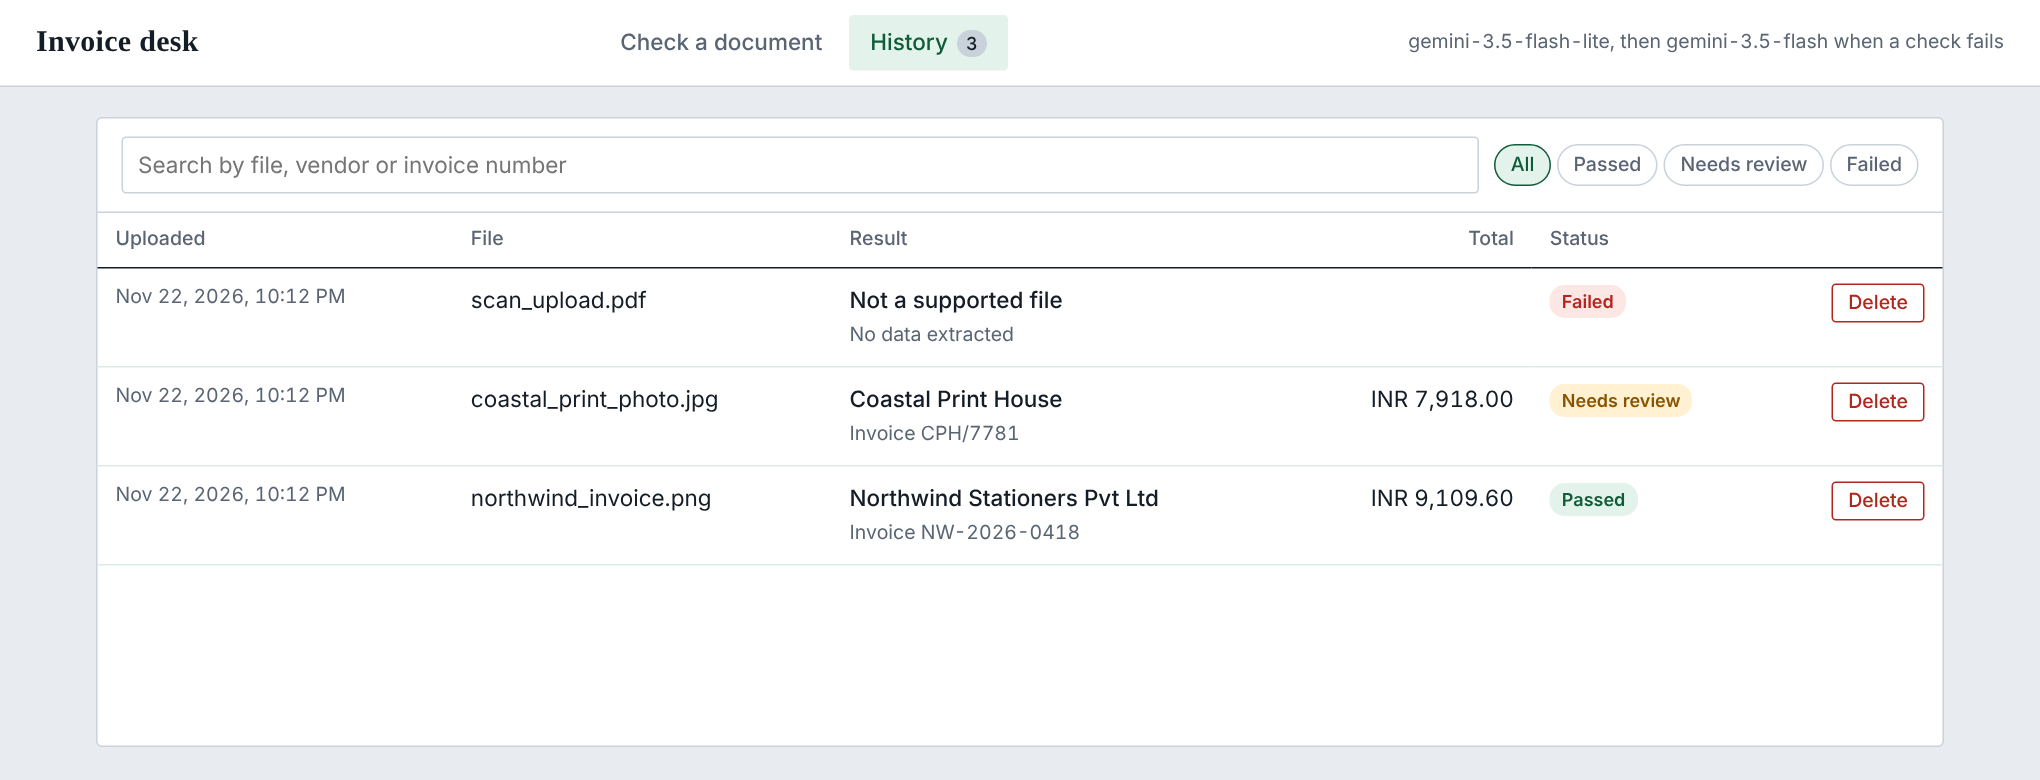 Invoice desk
Check a document
History 3
gemini-3.5-flash-lite, then gemini-3.5-flash when a check fails
Search by file, vendor or invoice number
All
Passed
Needs review
Failed
Uploaded File Result Total Status
Nov 22, 2026, 10:12 PM scan_upload.pdf Not a supported file Failed Delete
No data extracted
Nov 22, 2026, 10:12 PM coastal_print_photo.jpg Coastal Print House INR 7,918.00 Needs review Delete
Invoice CPH/7781
Nov 22, 2026, 10:12 PM northwind_invoice.png Northwind Stationers Pvt Ltd INR 9,109.60 Passed Delete
Invoice NW-2026-0418